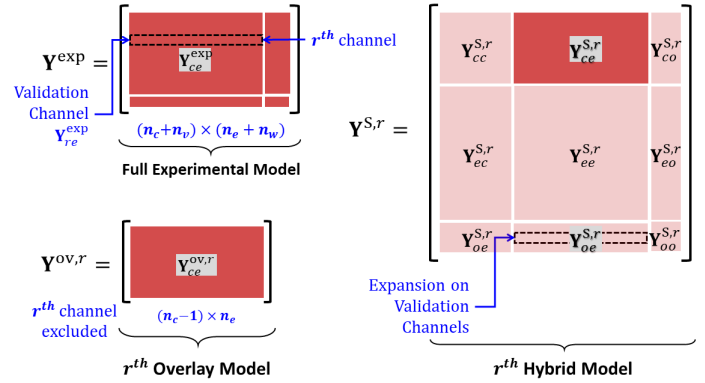 Y^exp =
Y_ce^exp
r^th channel
Validation
Channel
Y_re^exp
(n_c+n_v) × (n_e + n_w)
Full Experimental Model
Y^ov,r =
Y_ce^ov,r
r^th channel
excluded
(n_c−1) × n_e
r^th Overlay Model
Y^S,r =
Y_cc^S,r Y_ce^S,r Y_co^S,r
Y_ec^S,r Y_ee^S,r Y_eo^S,r
Y_oe^S,r Y_oe^S,r Y_oo^S,r
Expansion on
Validation
Channels
r^th Hybrid Model